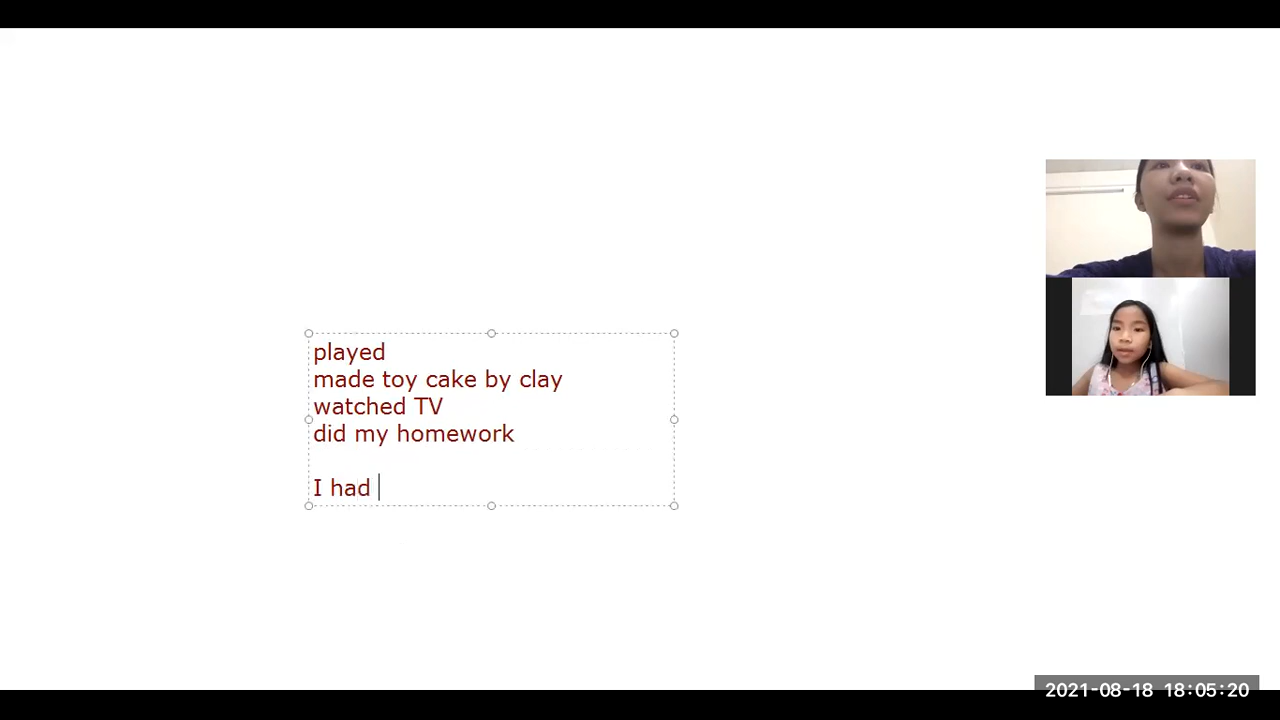 played
made toy cake by clay
watched TV
did my homework
I had
2021-08-18 18:05:20